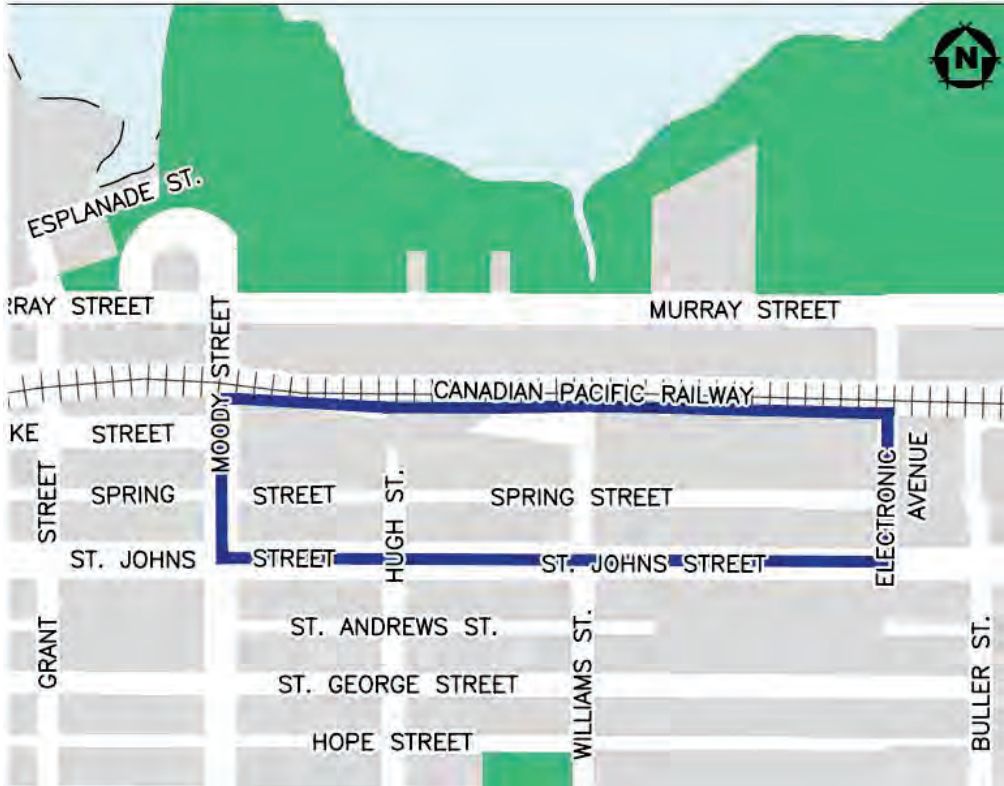 N
ESPLANADE ST.
RRAY STREET
MURRAY STREET
MOODY STREET
CANADIAN PACIFIC RAILWAY
KE STREET
GRANT STREET
SPRING STREET
HUGH ST.
SPRING STREET
ELECTRONIC AVENUE
ST. JOHNS STREET
ST. JOHNS STREET
ST. ANDREWS ST.
WILLIAMS ST.
BULLER ST.
ST. GEORGE STREET
HOPE STREET